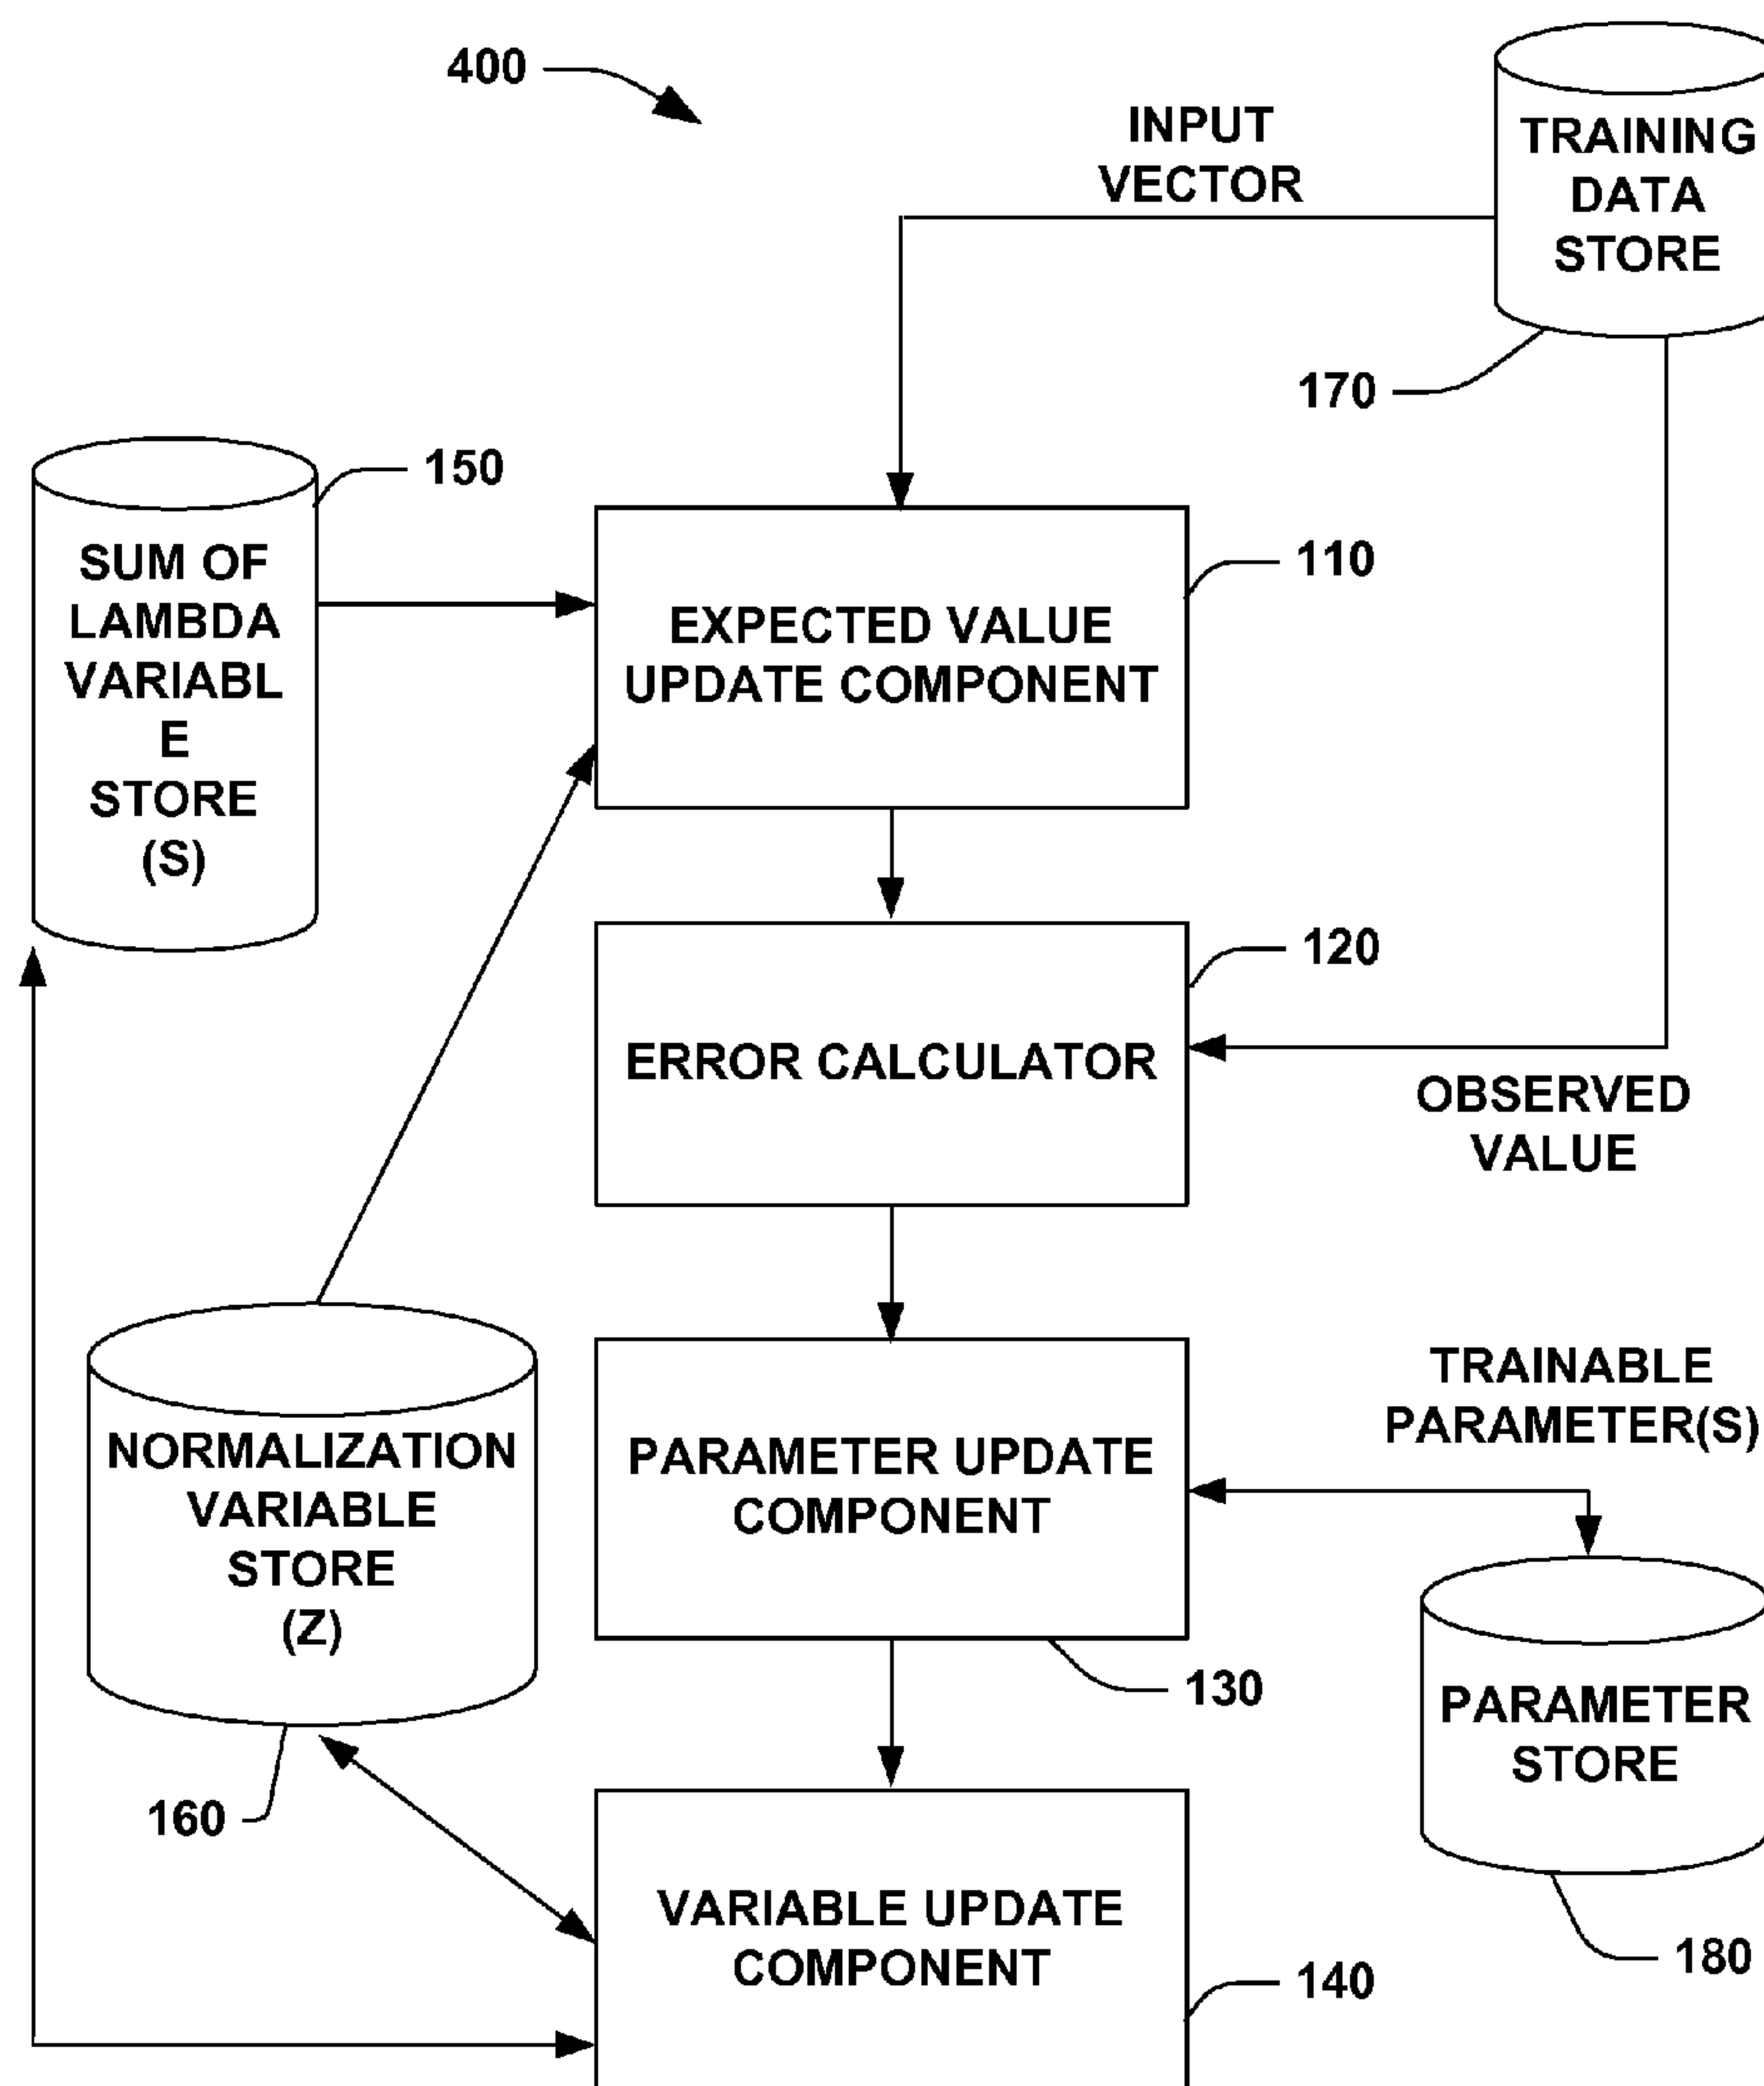 400
INPUT
VECTOR
TRAINING
DATA
STORE
170
150
SUM OF
LAMBDA
VARIABL
E
STORE
(S)
110
EXPECTED VALUE
UPDATE COMPONENT
120
ERROR CALCULATOR
OBSERVED
VALUE
NORMALIZATION
VARIABLE
STORE
(Z)
160
PARAMETER UPDATE
COMPONENT
130
TRAINABLE
PARAMETER(S)
PARAMETER
STORE
180
VARIABLE UPDATE
COMPONENT
140